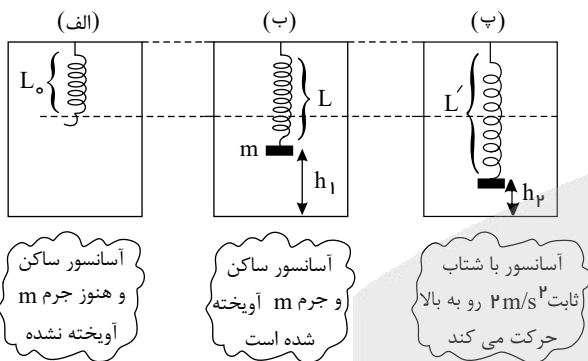 (الف)
(ب)
(پ)
L₀
L
L′
m
h₁
h₂
آسانسور ساکن
و هنوز جرم m
آویخته نشده
آسانسور ساکن
و جرم m آویخته
شده است
آسانسور با شتاب
ثابت ۲m/s² رو به بالا
حرکت می کند